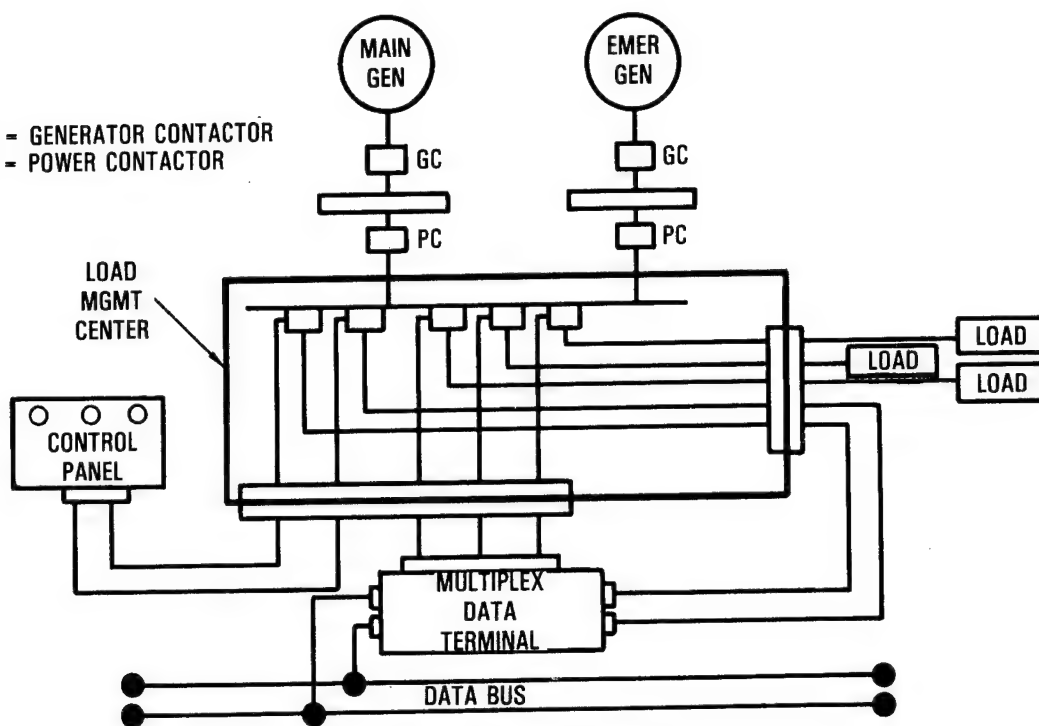 MAIN
GEN
EMER
GEN
= GENERATOR CONTACTOR
= POWER CONTACTOR
GC
GC
PC
PC
LOAD
MGMT
CENTER
LOAD
LOAD
LOAD
CONTROL
PANEL
MULTIPLEX
DATA
TERMINAL
DATA BUS